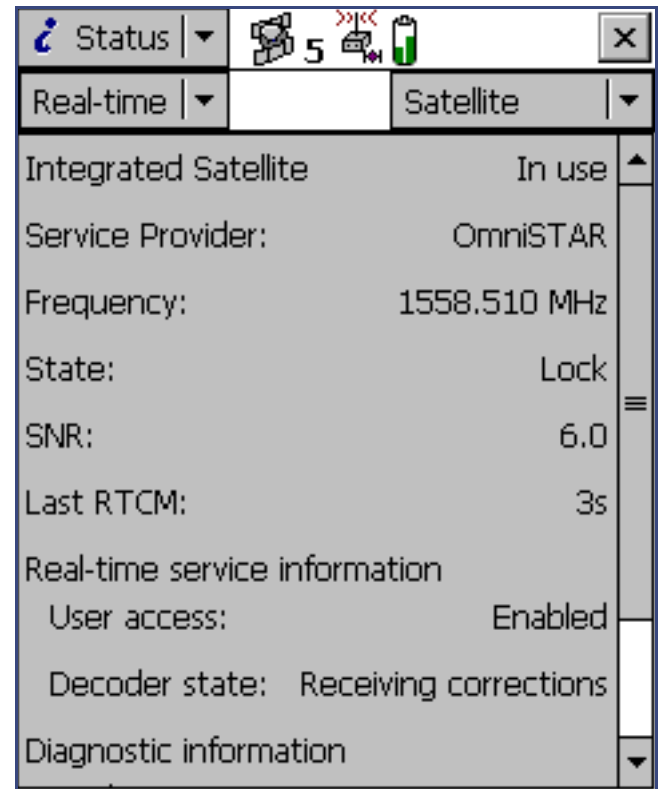 Status
5
Real-time
Satellite
Integrated Satellite In use
Service Provider: OmniSTAR
Frequency: 1558.510 MHz
State: Lock
SNR: 6.0
Last RTCM: 3s
Real-time service information
User access: Enabled
Decoder state: Receiving corrections
Diagnostic information